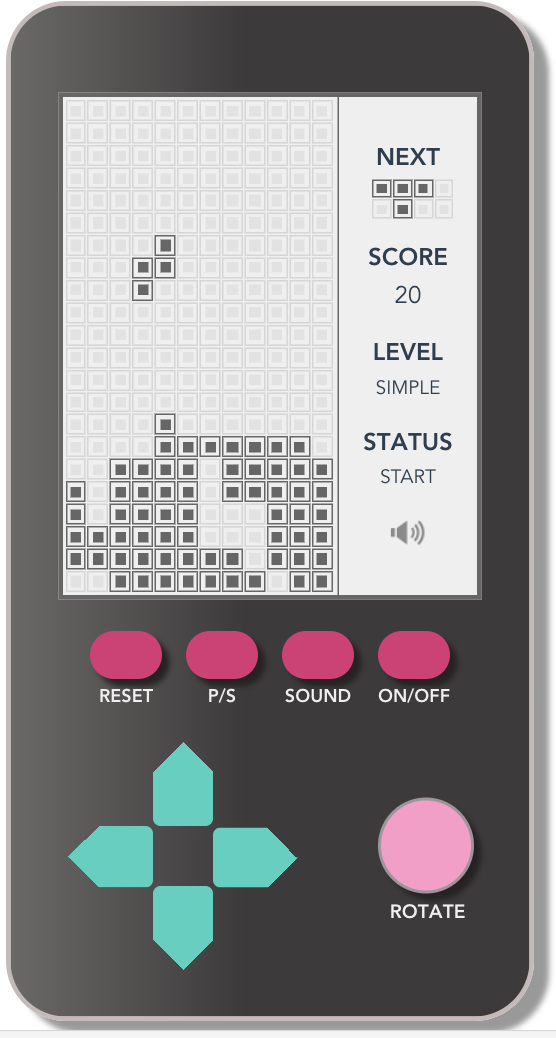 NEXT
SCORE
20
LEVEL
SIMPLE
STATUS
START
RESET P/S SOUND ON/OFF
ROTATE